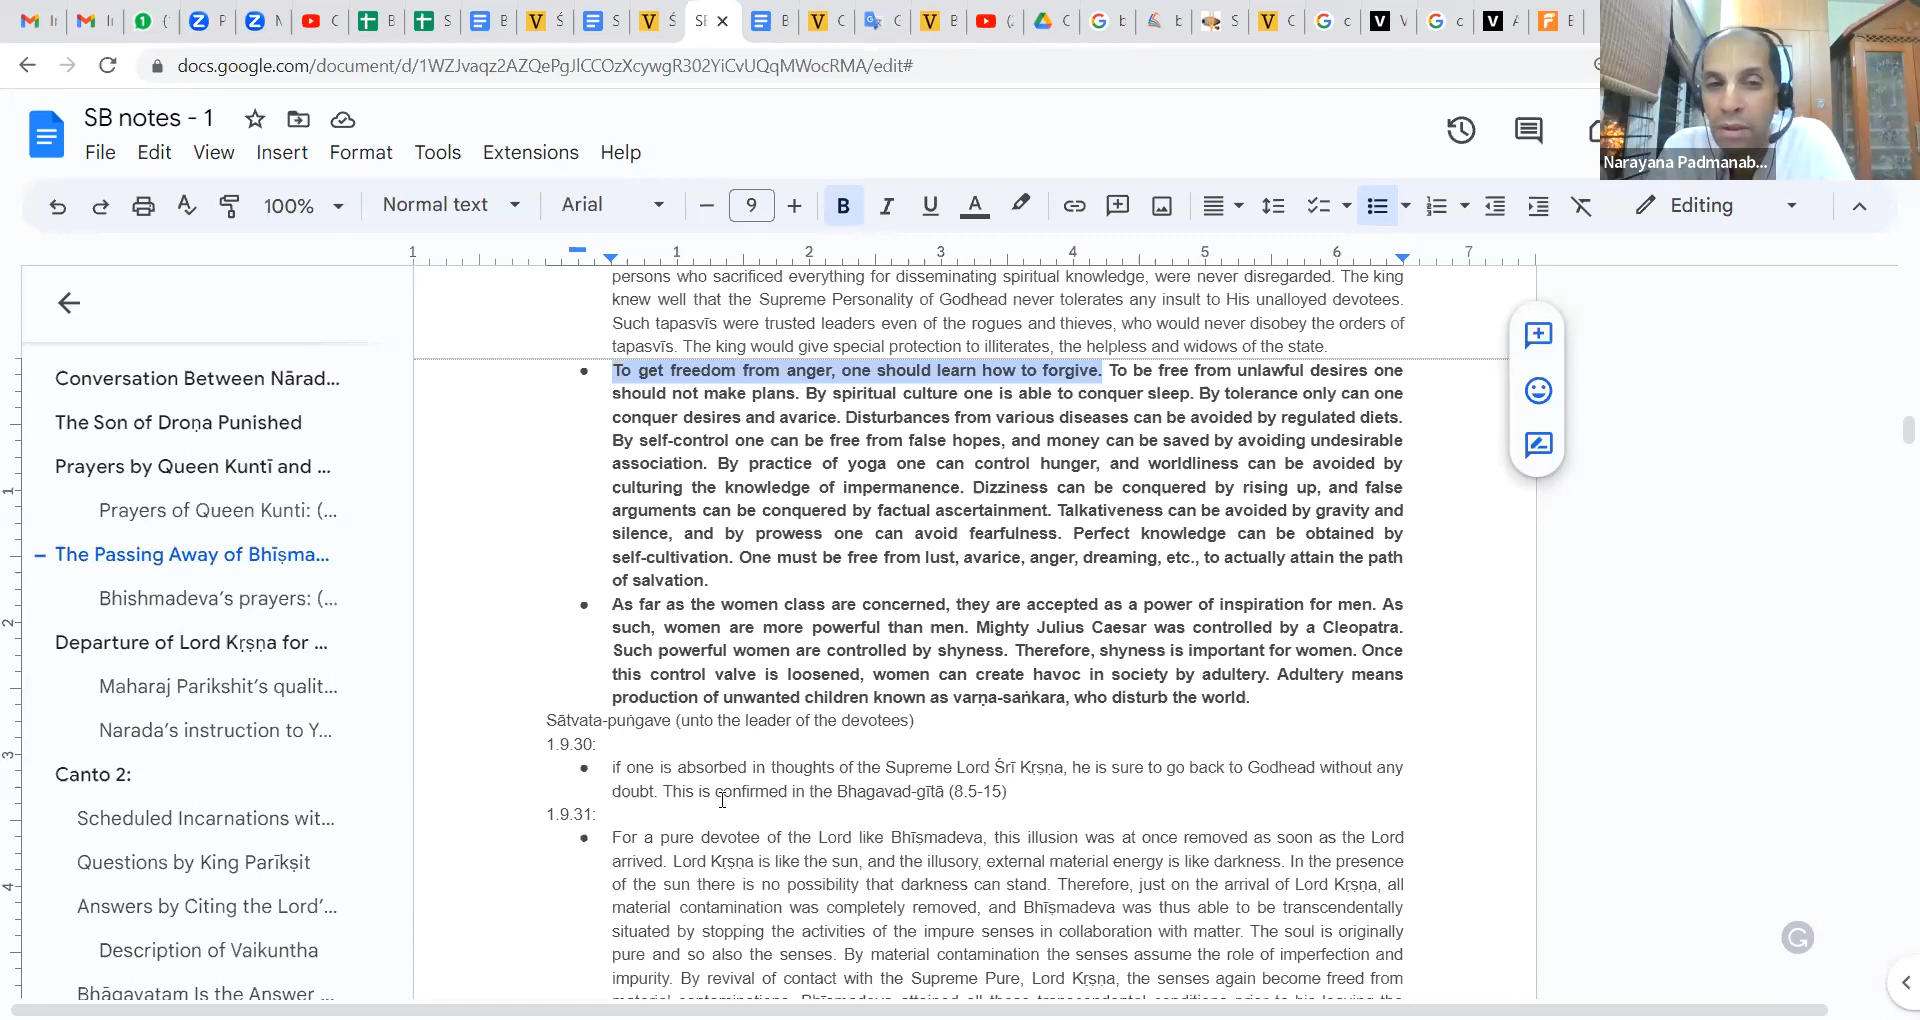 docs.google.com/document/d/1WZJvaqz2AZQePgJlCCOzXcywgR302YiCvUQqMWocRMA/edit#
SB notes - 1
File Edit View Insert Format Tools Extensions Help
Narayana Padmanab...
100% Normal text Arial 9 Editing
1 1 2 3 4 5 6 7
Conversation Between Nārad...
The Son of Droṇa Punished
Prayers by Queen Kuntī and ...
Prayers of Queen Kunti: (...
The Passing Away of Bhīṣma...
Bhishmadeva's prayers: (...
Departure of Lord Kṛṣṇa for ...
Maharaj Parikshit's qualit...
Narada's instruction to Y...
Canto 2:
Scheduled Incarnations wit...
Questions by King Parīkṣit
Answers by Citing the Lord'...
Description of Vaikuntha
Bhāgavatam Is the Answer ...
persons who sacrificed everything for disseminating spiritual knowledge, were never disregarded. The king
knew well that the Supreme Personality of Godhead never tolerates any insult to His unalloyed devotees.
Such tapasvīs were trusted leaders even of the rogues and thieves, who would never disobey the orders of
tapasvīs. The king would give special protection to illiterates, the helpless and widows of the state.
● To get freedom from anger, one should learn how to forgive. To be free from unlawful desires one
should not make plans. By spiritual culture one is able to conquer sleep. By tolerance only can one
conquer desires and avarice. Disturbances from various diseases can be avoided by regulated diets.
By self-control one can be free from false hopes, and money can be saved by avoiding undesirable
association. By practice of yoga one can control hunger, and worldliness can be avoided by
culturing the knowledge of impermanence. Dizziness can be conquered by rising up, and false
arguments can be conquered by factual ascertainment. Talkativeness can be avoided by gravity and
silence, and by prowess one can avoid fearfulness. Perfect knowledge can be obtained by
self-cultivation. One must be free from lust, avarice, anger, dreaming, etc., to actually attain the path
of salvation.
● As far as the women class are concerned, they are accepted as a power of inspiration for men. As
such, women are more powerful than men. Mighty Julius Caesar was controlled by a Cleopatra.
Such powerful women are controlled by shyness. Therefore, shyness is important for women. Once
this control valve is loosened, women can create havoc in society by adultery. Adultery means
production of unwanted children known as varṇa-saṅkara, who disturb the world.
Sātvata-puṅgave (unto the leader of the devotees)
1.9.30:
● if one is absorbed in thoughts of the Supreme Lord Śrī Kṛṣṇa, he is sure to go back to Godhead without any
doubt. This is confirmed in the Bhagavad-gītā (8.5-15)
1.9.31:
● For a pure devotee of the Lord like Bhīṣmadeva, this illusion was at once removed as soon as the Lord
arrived. Lord Kṛṣṇa is like the sun, and the illusory, external material energy is like darkness. In the presence
of the sun there is no possibility that darkness can stand. Therefore, just on the arrival of Lord Kṛṣṇa, all
material contamination was completely removed, and Bhīṣmadeva was thus able to be transcendentally
situated by stopping the activities of the impure senses in collaboration with matter. The soul is originally
pure and so also the senses. By material contamination the senses assume the role of imperfection and
impurity. By revival of contact with the Supreme Pure, Lord Kṛṣṇa, the senses again become freed from